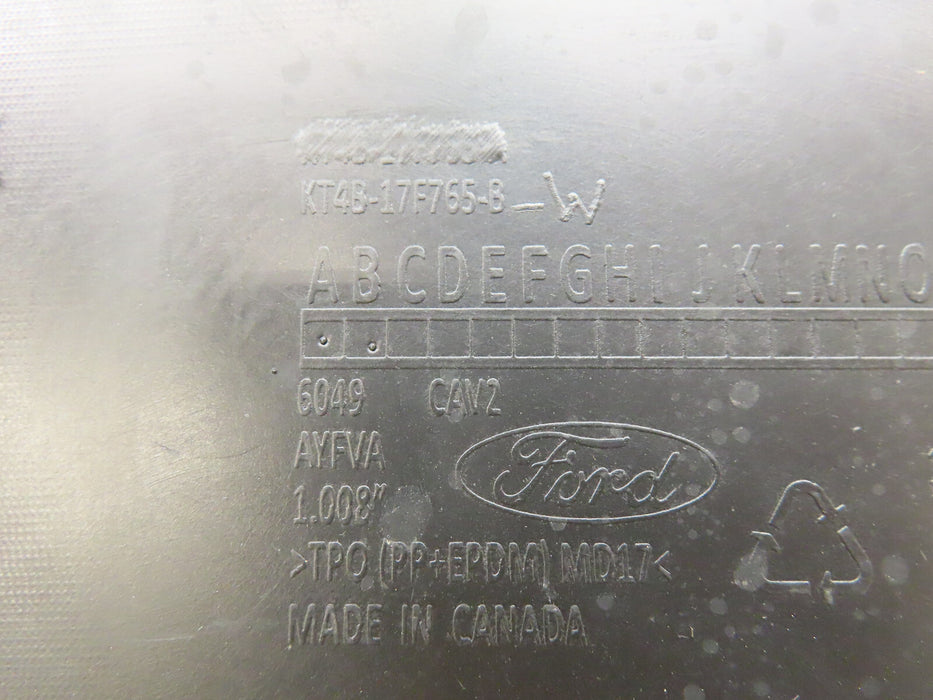 KT4B-17F765-B-W
A B C D E F G H I J K L M N O
6049 CAV2
AYFVA
Ford
1.008"
>TPO (PP+EPDM) MD17<
MADE IN CANADA